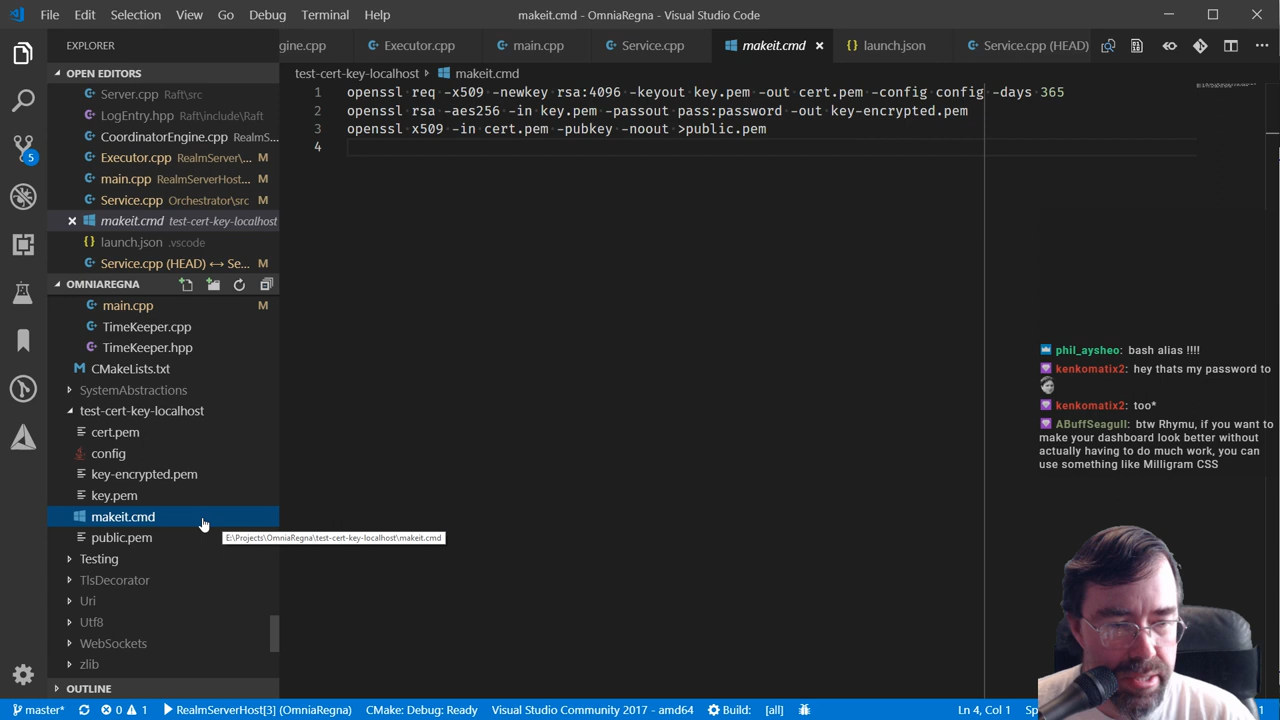 File Edit Selection View Go Debug Terminal Help
makeit.cmd - OmniaRegna - Visual Studio Code
EXPLORER
gine.cpp
Executor.cpp
main.cpp
Service.cpp
makeit.cmd
launch.json
Service.cpp (HEAD)
OPEN EDITORS
Server.cpp Raft\src
LogEntry.hpp Raft\include\Raft
CoordinatorEngine.cpp RealmS...
Executor.cpp RealmServer\... M
main.cpp RealmServerHost... M
Service.cpp Orchestrator\src M
makeit.cmd test-cert-key-localhost
launch.json .vscode
Service.cpp (HEAD) ↔ Se... M
OMNIAREGNA
main.cpp M
TimeKeeper.cpp
TimeKeeper.hpp
CMakeLists.txt
SystemAbstractions
test-cert-key-localhost
cert.pem
config
key-encrypted.pem
key.pem
makeit.cmd
public.pem
Testing
TlsDecorator
Uri
Utf8
WebSockets
zlib
OUTLINE
5
test-cert-key-localhost
makeit.cmd
1 openssl req -x509 -newkey rsa:4096 -keyout key.pem -out cert.pem -config config -days 365
2 openssl rsa -aes256 -in key.pem -passout pass:password -out key-encrypted.pem
3 openssl x509 -in cert.pem -pubkey -noout >public.pem
4
E:\Projects\OmniaRegna\test-cert-key-localhost\makeit.cmd
phil_aysheo: bash alias !!!!
kenkomatix2: hey thats my password to
kenkomatix2: too*
ABuffSeagull: btw Rhymu, if you want to
make your dashboard look better without
actually having to do much work, you can
use something like Milligram CSS
master* 0 1 RealmServerHost[3] (OmniaRegna) CMake: Debug: Ready Visual Studio Community 2017 - amd64 Build: [all] Ln 4, Col 1